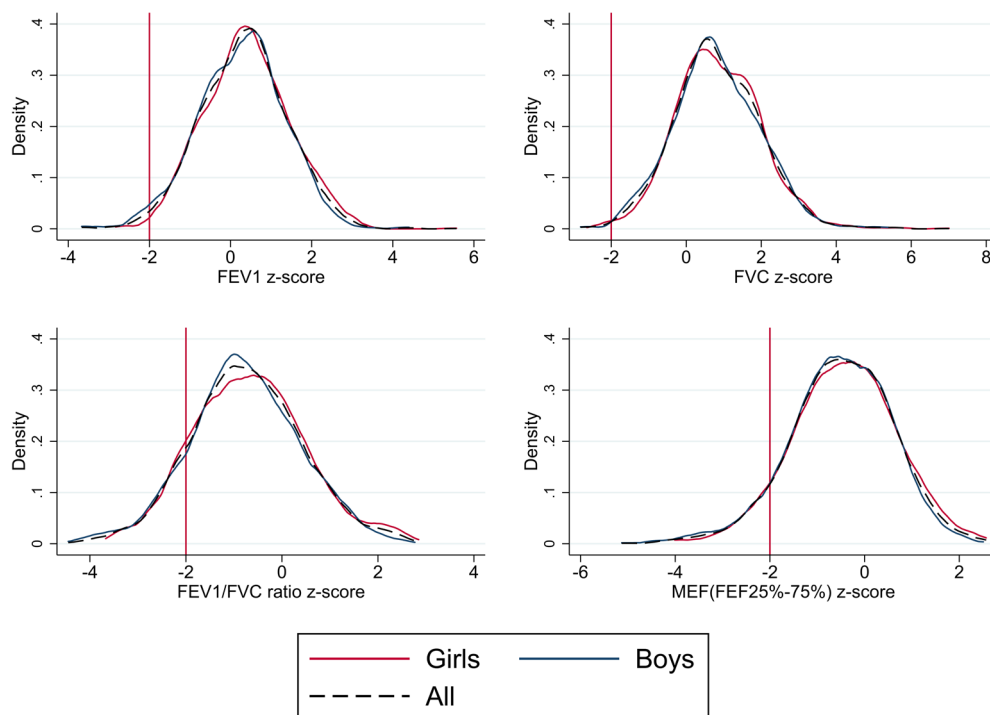 .4
.3
.2
.1
0
Density
-4 -2 0 2 4 6
FEV1 z-score
.4
.3
.2
.1
0
Density
-2 0 2 4 6 8
FVC z-score
.4
.3
.2
.1
0
Density
-4 -2 0 2 4
FEV1/FVC ratio z-score
.4
.3
.2
.1
0
Density
-6 -4 -2 0 2
MEF(FEF25%-75%) z-score
Girls Boys
All